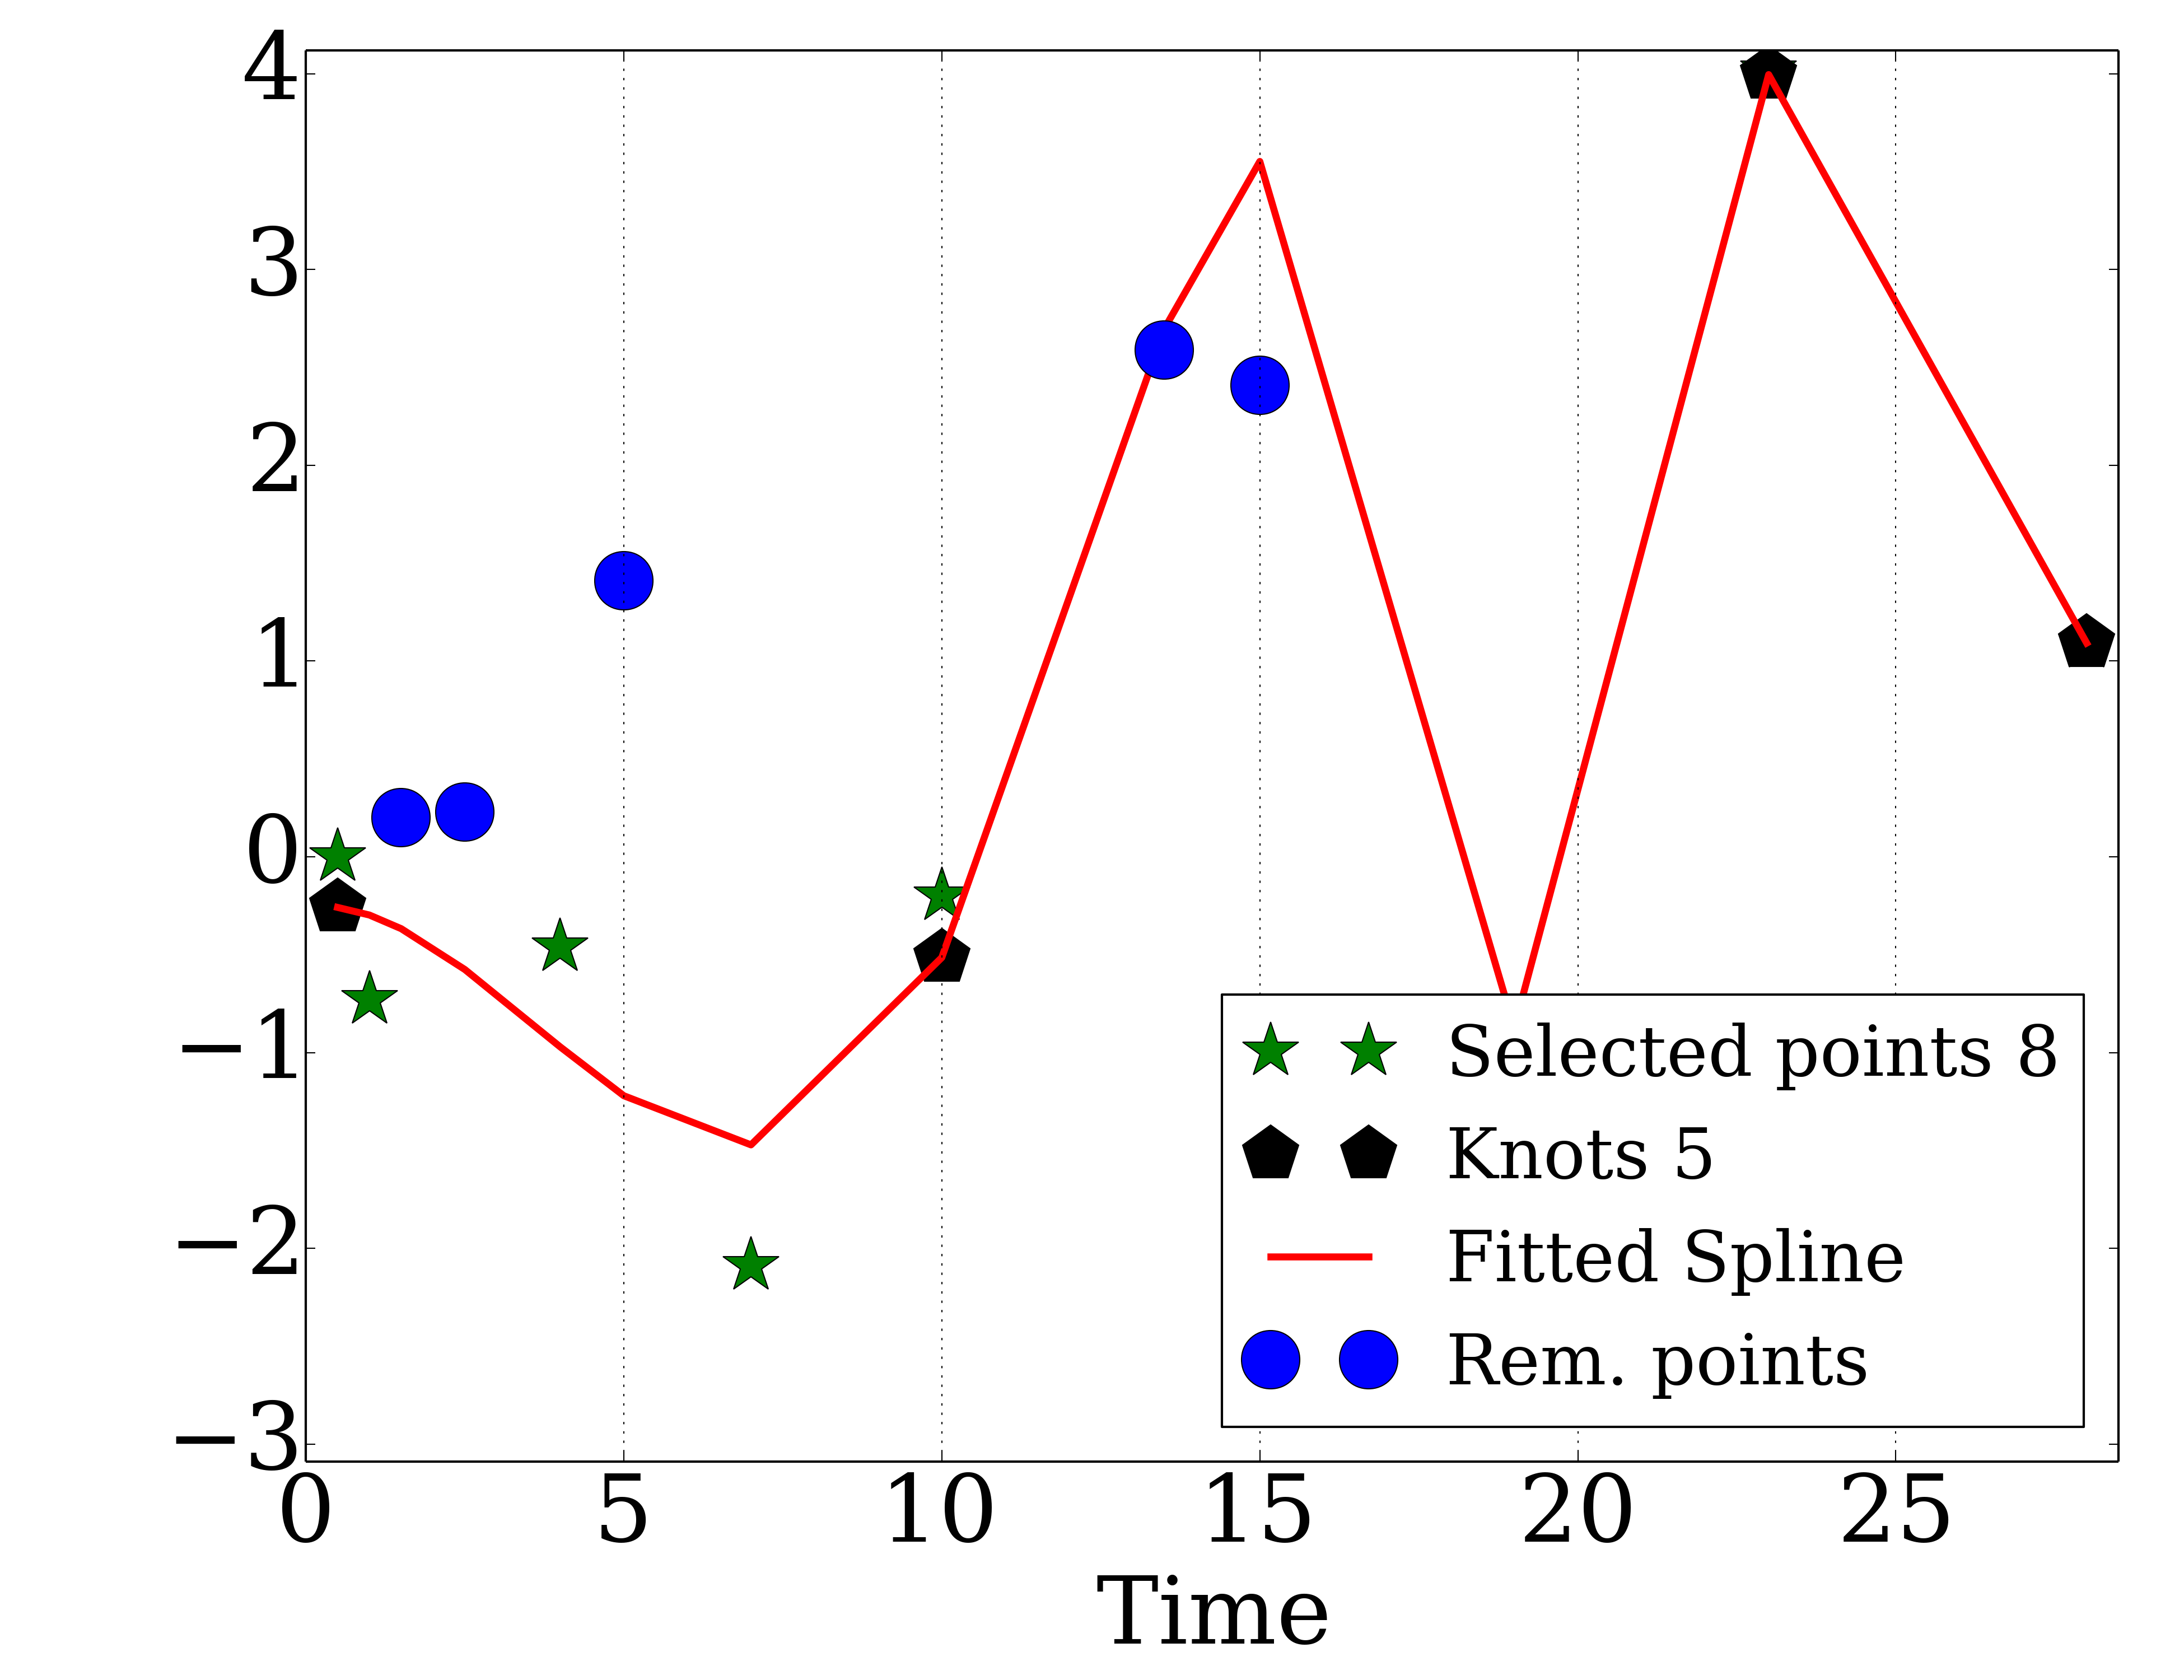 4
3
2
1
0
−1
−2
−3
0 5 10 15 20 25
Time
Selected points 8
Knots 5
Fitted Spline
Rem. points